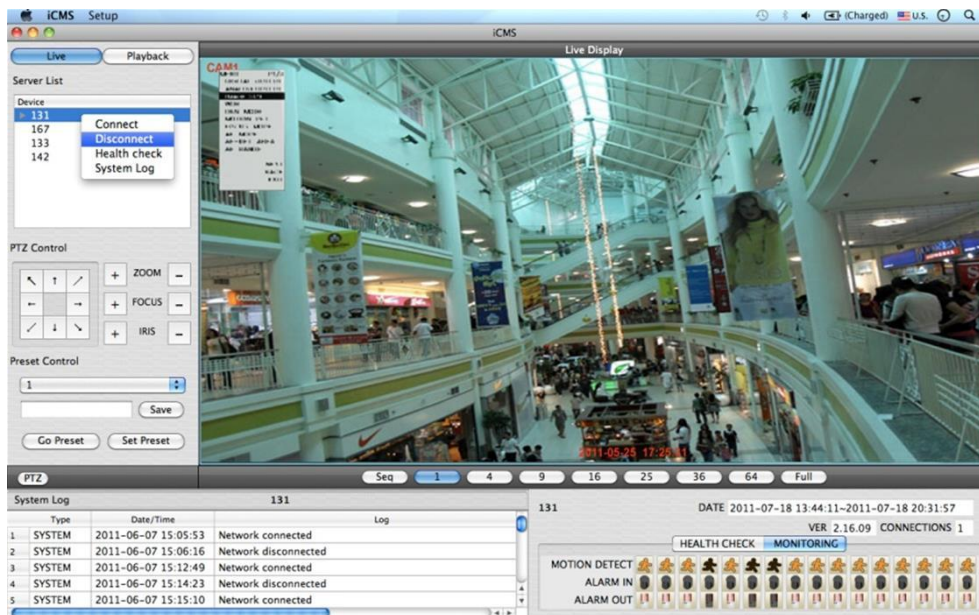 iCMS Setup (Charged) U.S.
iCMS
Live Playback
Live Display
Server List
Device
131
167
133
142
Connect
Disconnect
Health check
System Log
CAM1
PTZ Control
+ ZOOM -
+ FOCUS -
+ IRIS -
Preset Control
1
Save
Go Preset Set Preset
2011-05-25 17:25
PTZ
Seq 1 4 9 16 25 36 64 Full
System Log 131
Type Date/Time Log
1 SYSTEM 2011-06-07 15:05:53 Network connected
2 SYSTEM 2011-06-07 15:06:16 Network disconnected
3 SYSTEM 2011-06-07 15:12:49 Network connected
4 SYSTEM 2011-06-07 15:14:23 Network disconnected
5 SYSTEM 2011-06-07 15:15:10 Network connected
131 DATE 2011-07-18 13:44:11~2011-07-18 20:31:57
VER 2.16.09 CONNECTIONS 1
HEALTH CHECK MONITORING
MOTION DETECT
ALARM IN
ALARM OUT